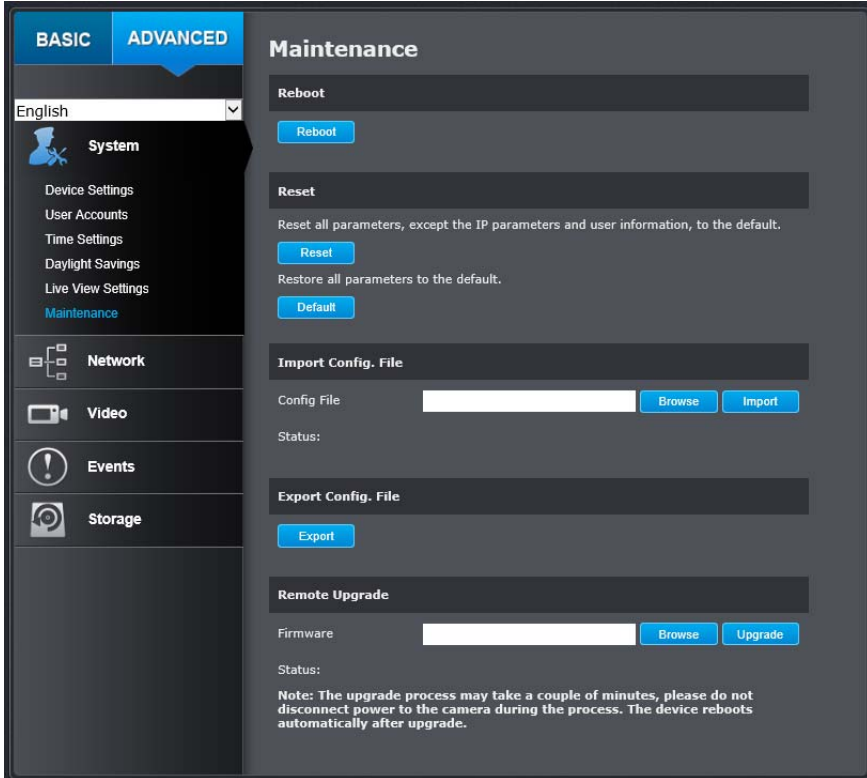 BASIC
ADVANCED
English
System
Device Settings
User Accounts
Time Settings
Daylight Savings
Live View Settings
Maintenance
Network
Video
Events
Storage
Maintenance
Reboot
Reboot
Reset
Reset all parameters, except the IP parameters and user information, to the default.
Reset
Restore all parameters to the default.
Default
Import Config. File
Config File
Browse
Import
Status:
Export Config. File
Export
Remote Upgrade
Firmware
Browse
Upgrade
Status:
Note: The upgrade process may take a couple of minutes, please do not
disconnect power to the camera during the process. The device reboots
automatically after upgrade.